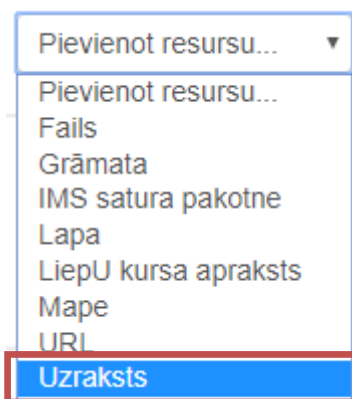 Pievienot resursu...
Pievienot resursu...
Fails
Grāmata
IMS satura pakotne
Lapa
LiepU kursa apraksts
Mape
URL
Uzraksts